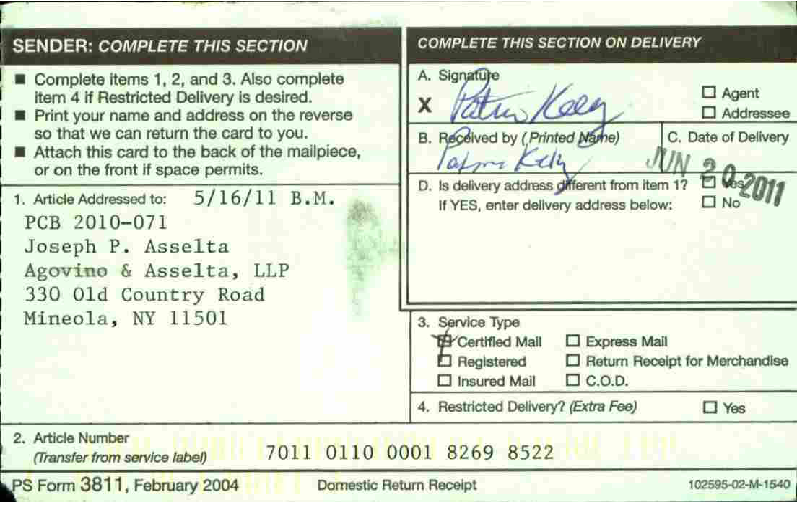 SENDER: COMPLETE THIS SECTION
■ Complete items 1, 2, and 3. Also complete
item 4 if Restricted Delivery is desired.
■ Print your name and address on the reverse
so that we can return the card to you.
■ Attach this card to the back of the mailpiece,
or on the front if space permits.
1. Article Addressed to: 5/16/11 B.M.
PCB 2010-071
Joseph P. Asselta
Agovino & Asselta, LLP
330 Old Country Road
Mineola, NY 11501
2. Article Number
(Transfer from service label) 7011 0110 0001 8269 8522
COMPLETE THIS SECTION ON DELIVERY
A. Signature
X Kelly
☐ Agent
☐ Addressee
B. Received by (Printed Name)
Kelly
C. Date of Delivery
JUN 20 2011
D. Is delivery address different from item 1? ☐ Yes
If YES, enter delivery address below: ☐ No
3. Service Type
Certified Mail ☐ Express Mail
☐ Registered ☐ Return Receipt for Merchandise
☐ Insured Mail ☐ C.O.D.
4. Restricted Delivery? (Extra Fee) ☐ Yes
PS Form 3811, February 2004 Domestic Return Receipt 102595-02-M-1540